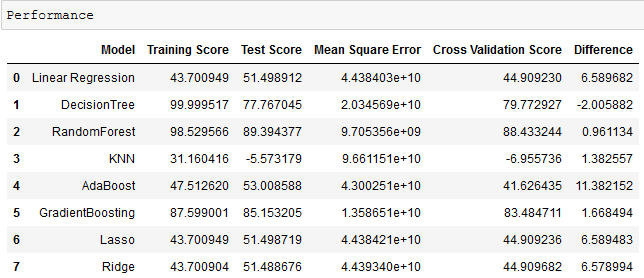 Performance
Model Training Score Test Score Mean Square Error Cross Validation Score Difference
0 Linear Regression 43.700949 51.498912 4.438403e+10 44.909230 6.589682
1 DecisionTree 99.999517 77.767045 2.034569e+10 79.772927 -2.005882
2 RandomForest 98.529566 89.394377 9.705356e+09 88.433244 0.961134
3 KNN 31.160416 -5.573179 9.661151e+10 -6.955736 1.382557
4 AdaBoost 47.512620 53.008588 4.300251e+10 41.626435 11.382152
5 GradientBoosting 87.599001 85.153205 1.358651e+10 83.484711 1.668494
6 Lasso 43.700949 51.498719 4.438421e+10 44.909236 6.589483
7 Ridge 43.700904 51.488676 4.439340e+10 44.909682 6.578994